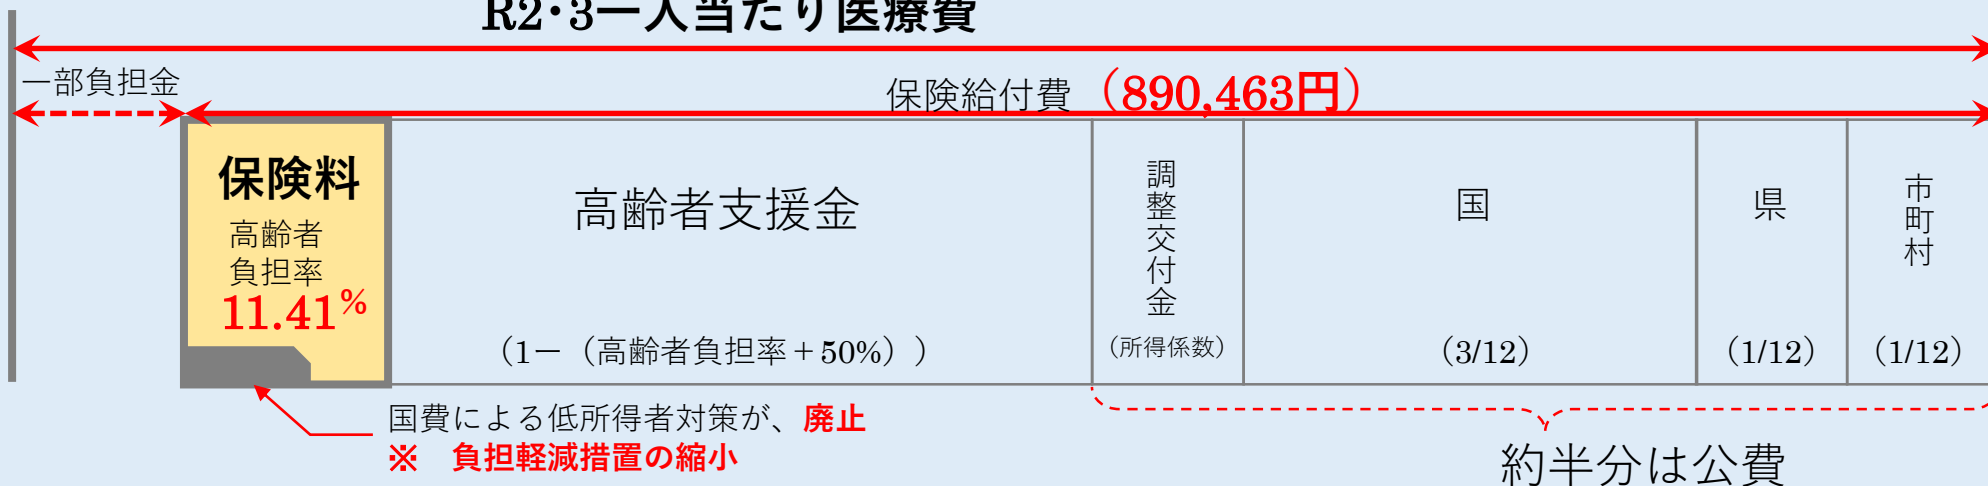 R2･3一人当たり医療費
一部負担金
保険給付費（890,463円）
保険料
高齢者
負担率
11.41%
高齢者支援金
（1－（高齢者負担率＋50%））
調整交付金
（所得係数）
国
（3/12）
県
（1/12）
市町村
（1/12）
国費による低所得者対策が、廃止
※　負担軽減措置の縮小
約半分は公費